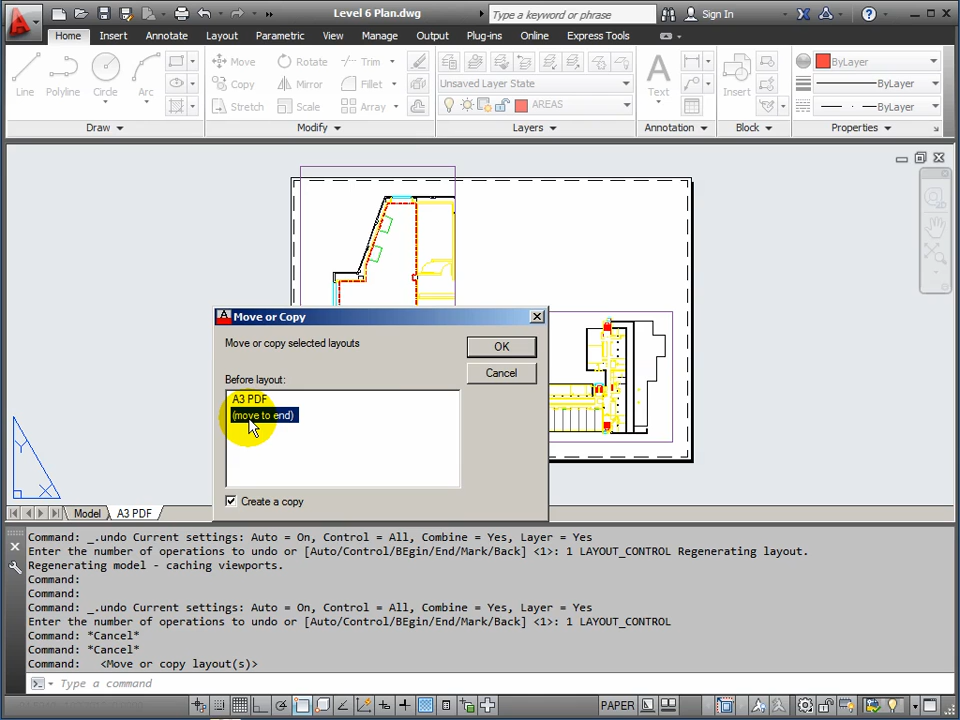 Level 6 Plan.dwg
Type a keyword or phrase
Sign In
Home Insert Annotate Layout Parametric View Manage Output Plug-ins Online Express Tools
Line Polyline Circle Arc
Move Rotate Trim
Copy Mirror Fillet
Stretch Scale Array
Unsaved Layer State
AREAS
Text
Insert
ByLayer
ByLayer
ByLayer
Draw Modify Layers Annotation Block Properties
Move or Copy
Move or copy selected layouts
OK
Before layout:
Cancel
A3 PDF
(move to end)
Create a copy
Y
X
Model A3 PDF
Command: _.undo Current settings: Auto = On, Control = All, Combine = Yes, Layer = Yes
Enter the number of operations to undo or [Auto/Control/BEgin/End/Mark/Back] <1>: 1 LAYOUT_CONTROL Regenerating layout.
Regenerating model - caching viewports.
Command:
Command:
Command: _.undo Current settings: Auto = On, Control = All, Combine = Yes, Layer = Yes
Enter the number of operations to undo or [Auto/Control/BEgin/End/Mark/Back] <1>: 1 LAYOUT_CONTROL
Command: *Cancel*
Command: *Cancel*
Command: <Move or copy layout(s)>
Type a command
PAPER